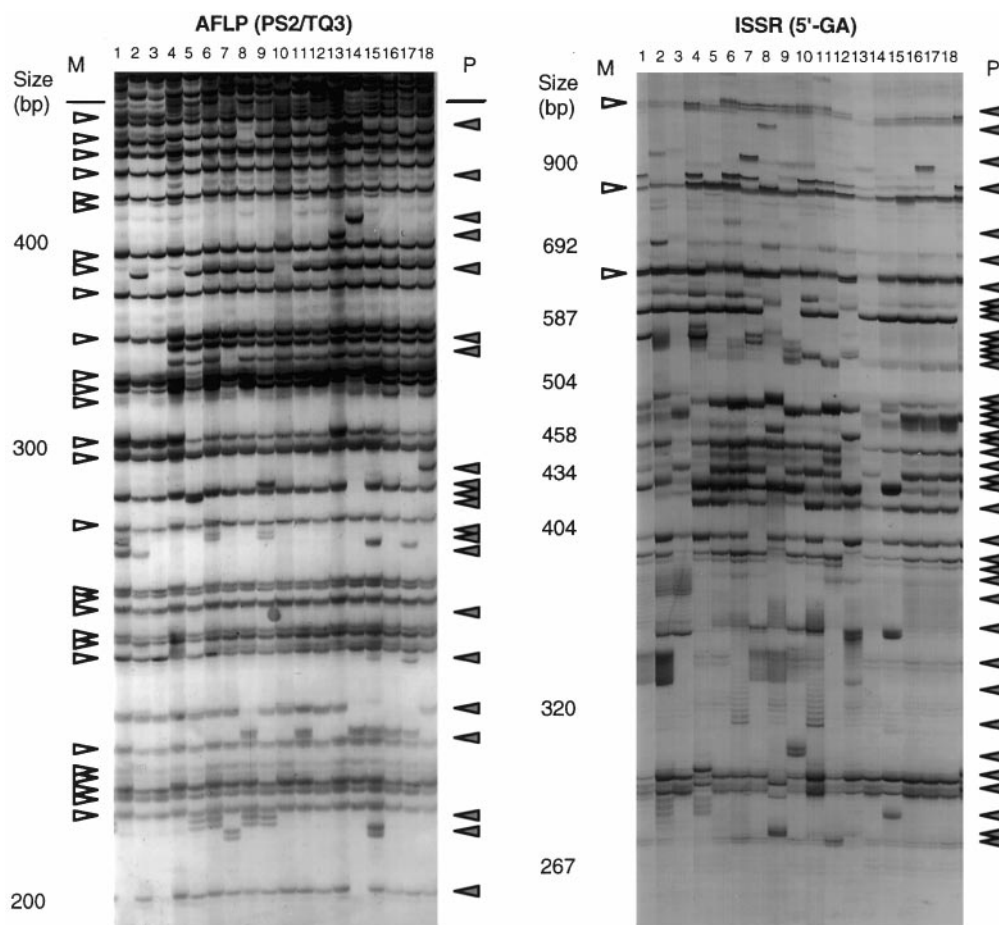 AFLP (PS2/TQ3)
1 2 3 4 5 6 7 8 9 10 11 12 13 14 15 16 17 18
M
P
Size
(bp)
400
300
200
ISSR (5'-GA)
1 2 3 4 5 6 7 8 9 10 11 12 13 14 15 16 17 18
M
P
Size
(bp)
900
692
587
504
458
434
404
320
267